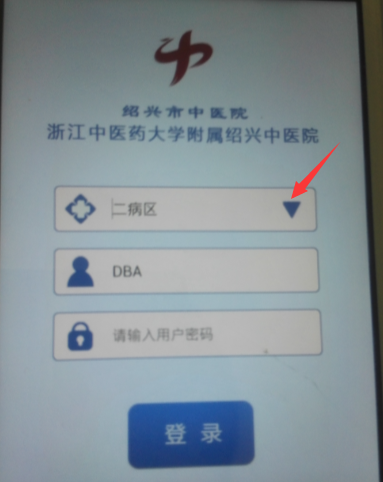 绍兴市中医院
浙江中医药大学附属绍兴中医院
二病区
DBA
请输入用户密码
登录